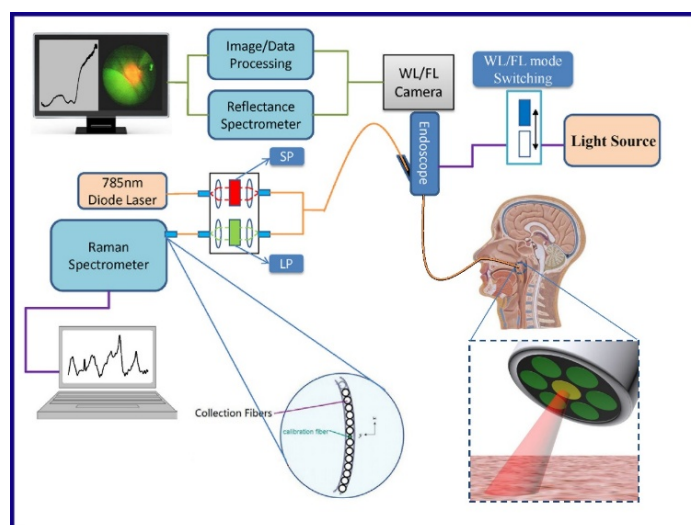 Image/Data
Processing
Reflectance
Spectrometer
WL/FL
Camera
WL/FL mode
Switching
Light Source
Endoscope
SP
785nm
Diode Laser
Raman
Spectrometer
LP
Collection Fibers
calibration fiber